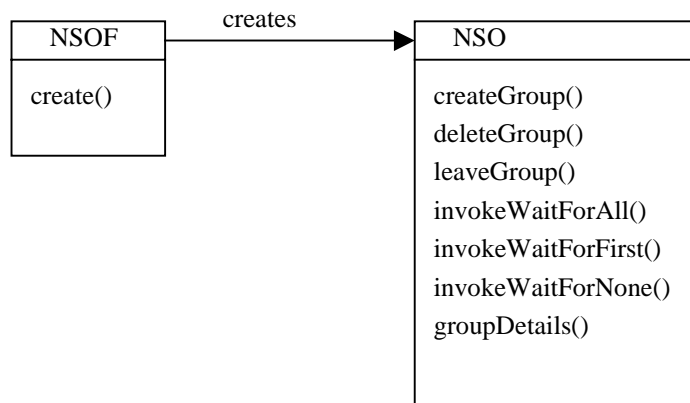 creates
NSOF
NSO
create()
createGroup()
deleteGroup()
leaveGroup()
invokeWaitForAll()
invokeWaitForFirst()
invokeWaitForNone()
groupDetails()